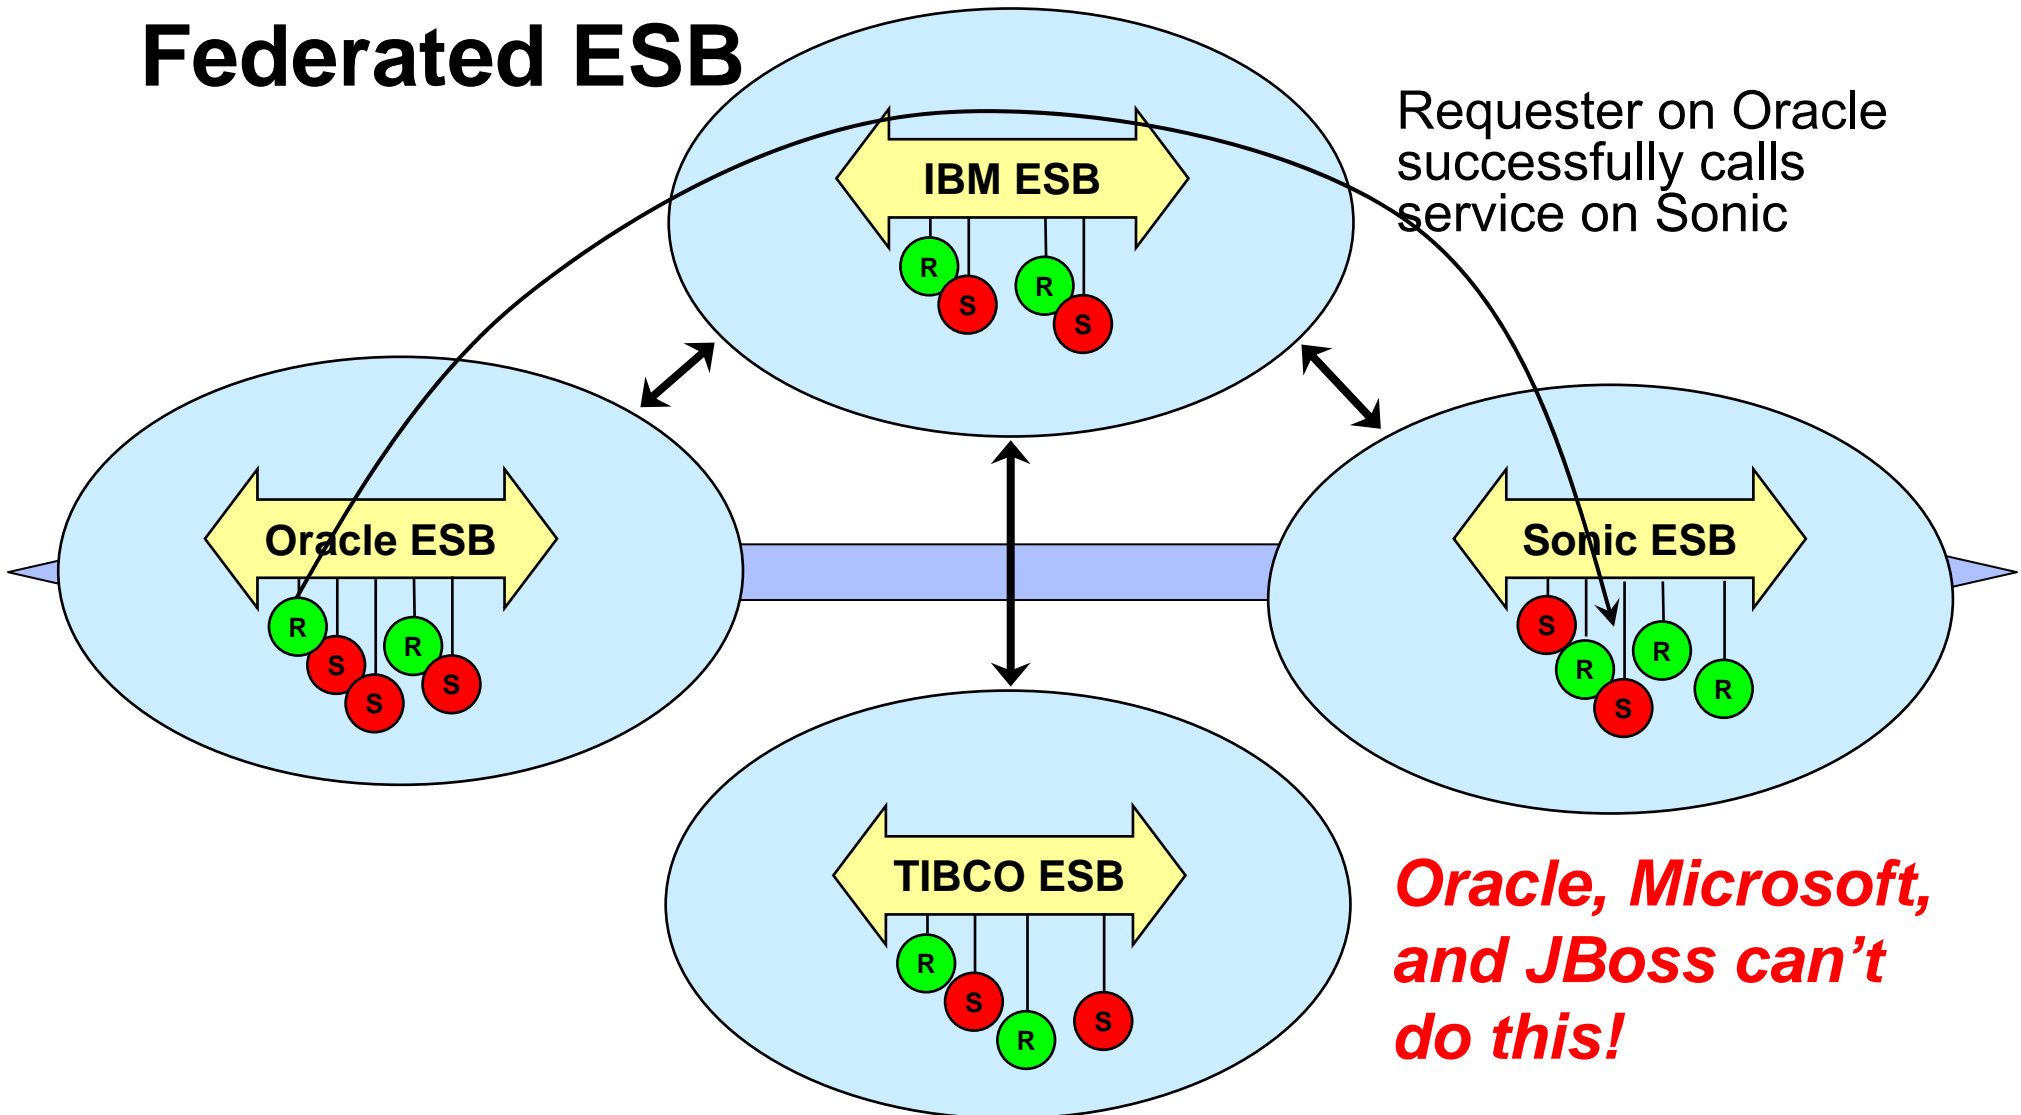 Federated ESB
Requester on Oracle
successfully calls
service on Sonic
IBM ESB
R
S
R
S
Oracle ESB
R
S
S
R
S
Sonic ESB
S
R
S
R
R
TIBCO ESB
R
S
R
S
Oracle, Microsoft,
and JBoss can’t
do this!